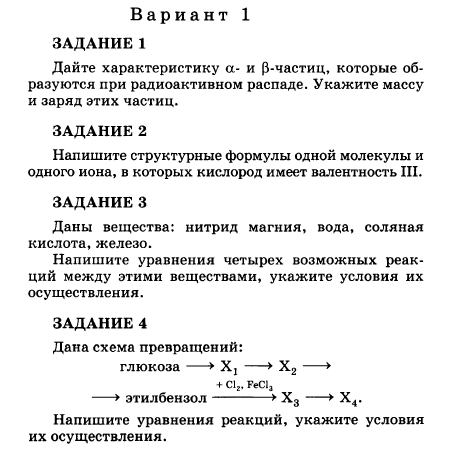 Вариант 1
ЗАДАНИЕ 1
Дайте характеристику α- и β-частиц, которые об-
разуются при радиоактивном распаде. Укажите массу
и заряд этих частиц.
ЗАДАНИЕ 2
Напишите структурные формулы одной молекулы и
одного иона, в которых кислород имеет валентность III.
ЗАДАНИЕ 3
Даны вещества: нитрид магния, вода, соляная
кислота, железо.
Напишите уравнения четырех возможных реак-
ций между этими веществами, укажите условия их
осуществления.
ЗАДАНИЕ 4
Дана схема превращений:
глюкоза ⟶ X₁ ⟶ X₂ ⟶
+ Cl₂, FeCl₃
⟶ этилбензол ⟶ X₃ ⟶ X₄.
Напишите уравнения реакций, укажите условия
их осуществления.